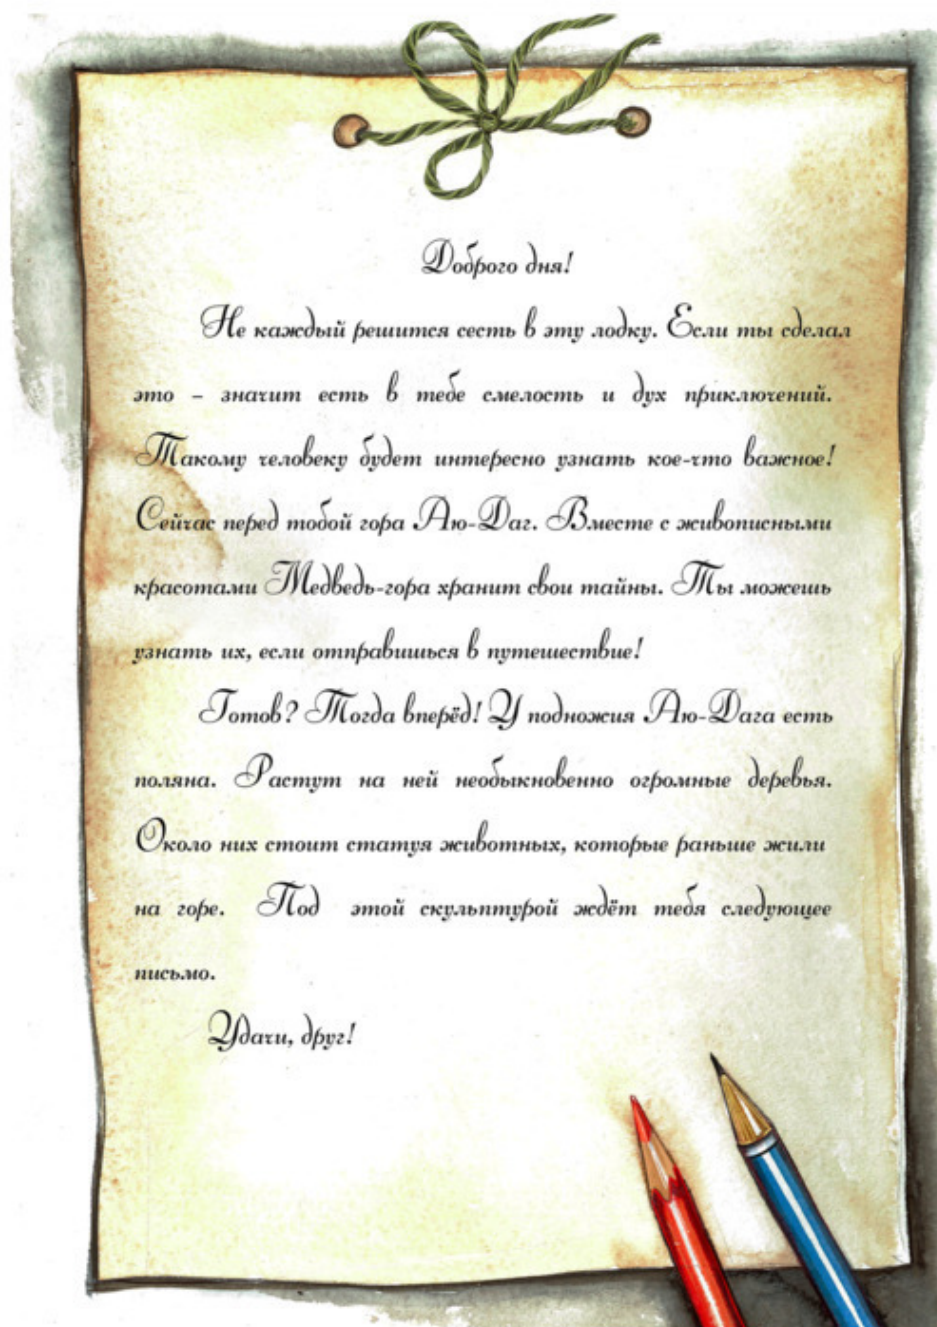 Доброго дня!
Не каждый решится сесть в эту лодку. Если ты сделал
это – значит есть в тебе смелость и дух приключений.
Такому человеку будет интересно узнать кое-что важное!
Сейчас перед тобой гора Аю-Даг. Вместе с живописными
красотами Медведь-гора хранит свои тайны. Ты можешь
узнать их, если отправишься в путешествие!
Готов? Тогда вперёд! У подножия Аю-Дага есть
поляна. Растут на ней необыкновенно огромные деревья.
Около них стоит статуя животных, которые раньше жили
на горе. Под этой скульптурой ждёт тебя следующее
письмо.
Удачи, друг!